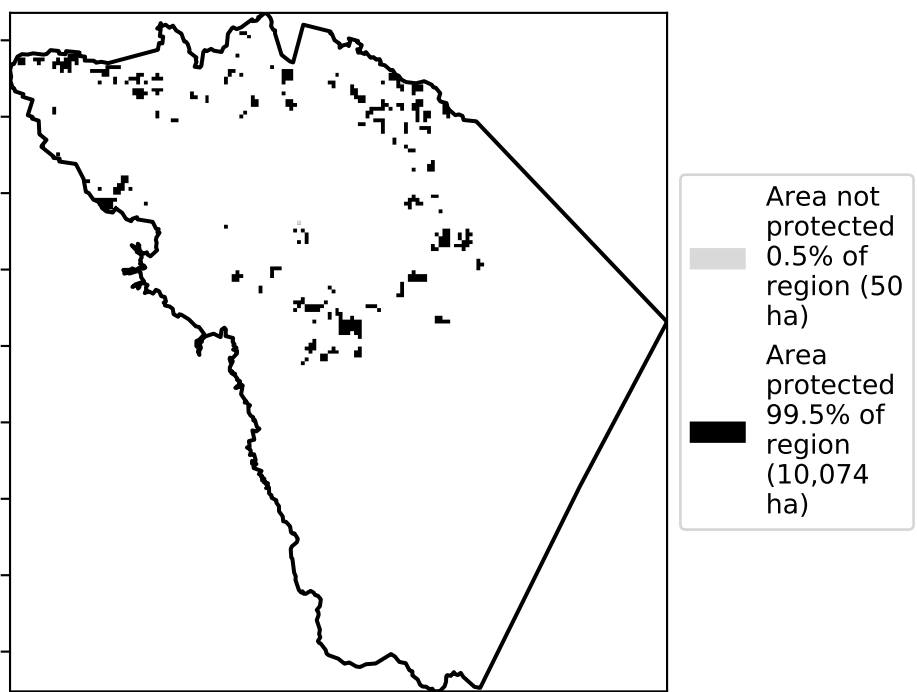 Area not
protected
0.5% of
region (50
ha)
Area
protected
99.5% of
region
(10,074
ha)